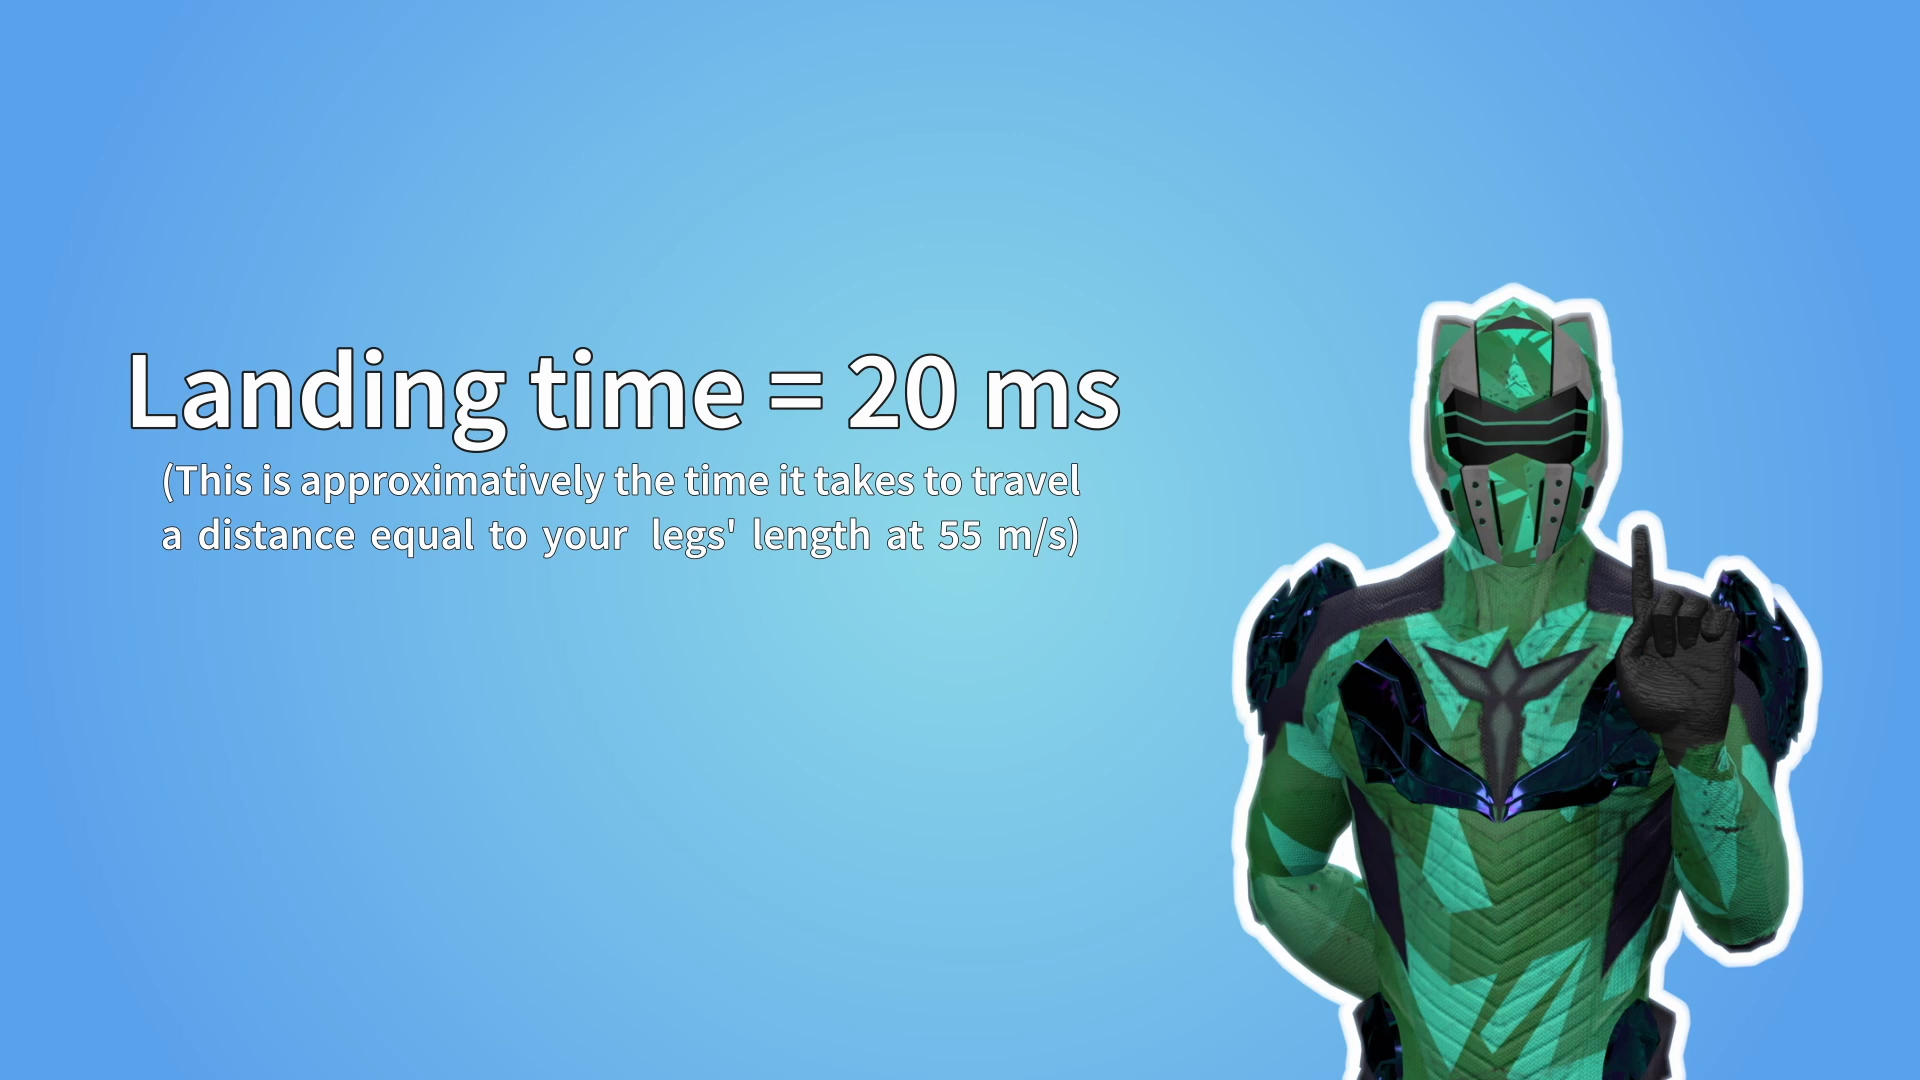 Landing time = 20 ms
(This is approximatively the time it takes to travel
a distance equal to your legs' length at 55 m/s)